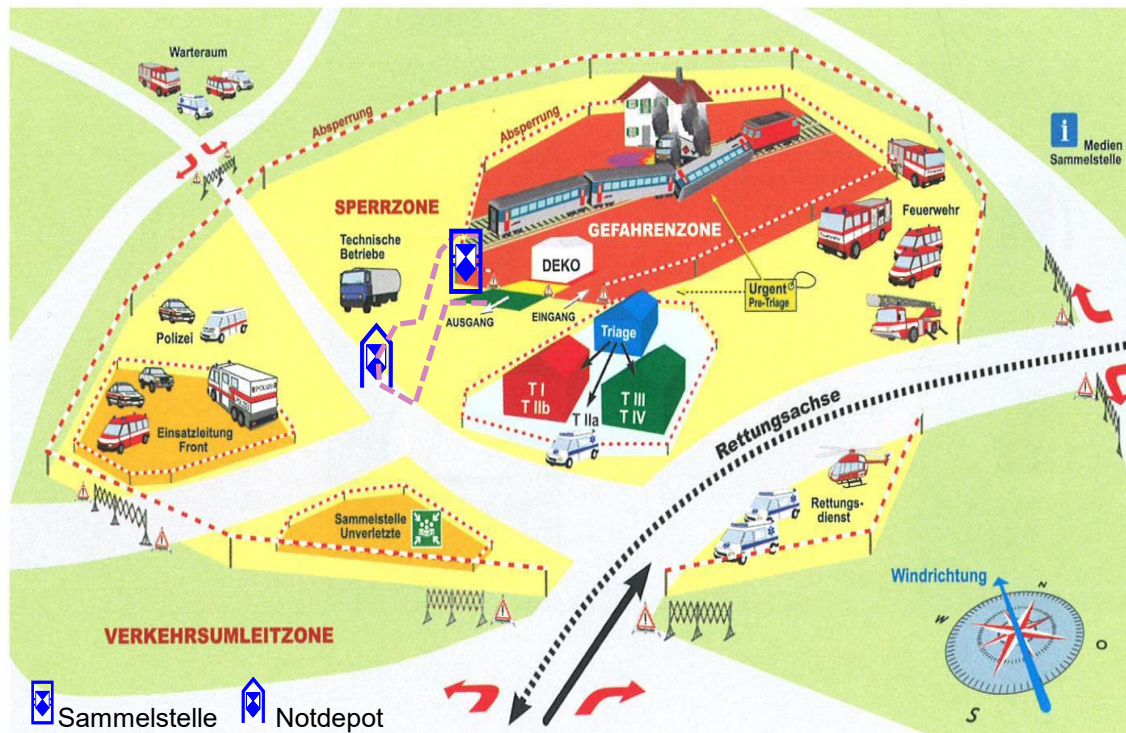 Warteraum
Absperrung
Absperrung
i
Medien
Sammelstelle
SPERRZONE
GEFAHRENZONE
Feuerwehr
Technische
Betriebe
DEKO
Urgent
Pre-Triage
AUSGANG
EINGANG
Polizei
Triage
POLIZEI
T I
T IIb
T III
T IV
T IIa
Einsatzleitung
Front
Rettungsachse
Sammelstelle
Unverletzte
Rettungs-
dienst
Windrichtung
N
W
O
S
VERKEHRSUMLEITZONE
Sammelstelle
Notdepot